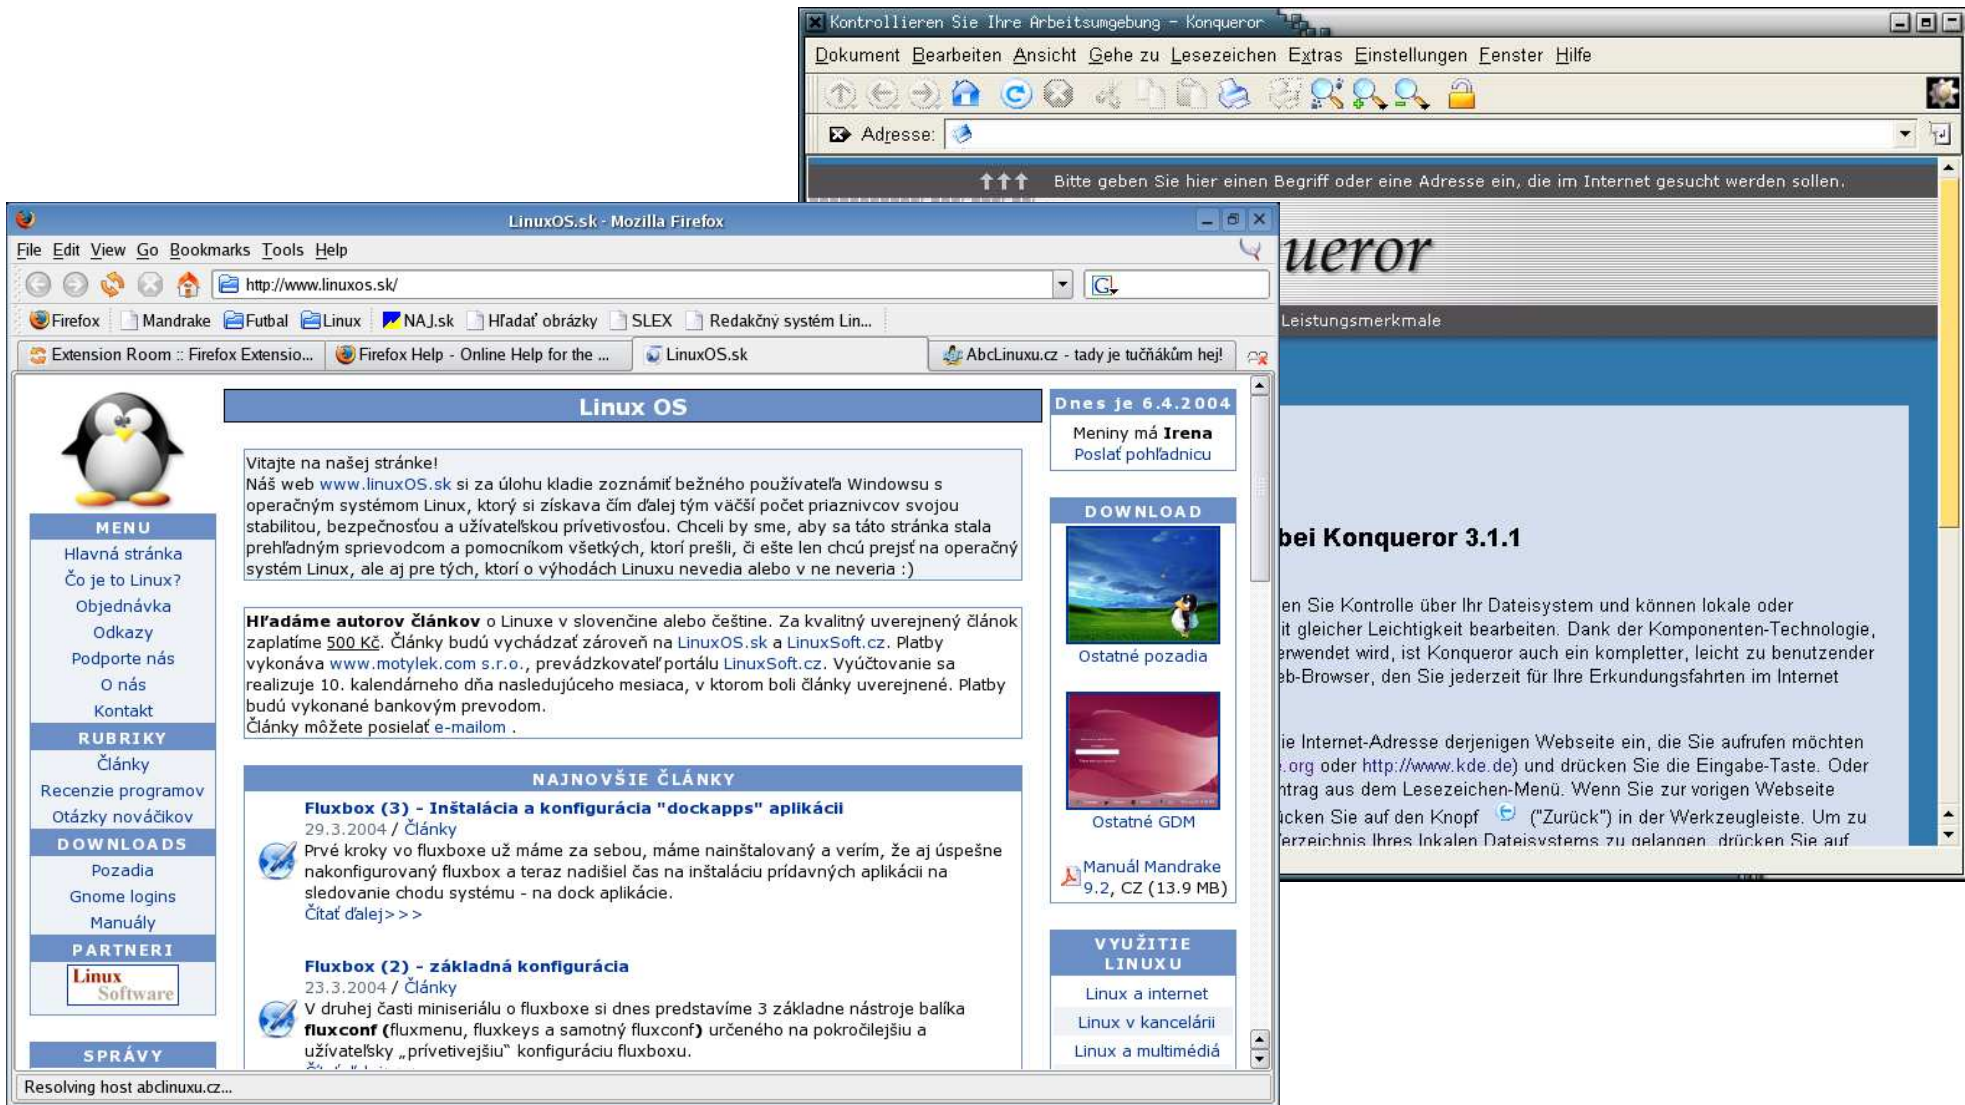 Kontrollieren Sie Ihre Arbeitsumgebung - Konqueror
Dokument Bearbeiten Ansicht Gehe zu Lesezeichen Extras Einstellungen Fenster Hilfe
Adresse:
Bitte geben Sie hier einen Begriff oder eine Adresse ein, die im Internet gesucht werden sollen.
ueror
Leistungsmerkmale
bei Konqueror 3.1.1
en Sie Kontrolle über Ihr Dateisystem und können lokale oder
it gleicher Leichtigkeit bearbeiten. Dank der Komponenten-Technologie,
erwendet wird, ist Konqueror auch ein kompletter, leicht zu benutzender
eb-Browser, den Sie jederzeit für Ihre Erkundungsfahrten im Internet
ie Internet-Adresse derjenigen Webseite ein, die Sie aufrufen möchten
.org oder http://www.kde.de) und drücken Sie die Eingabe-Taste. Oder
ntrag aus dem Lesezeichen-Menü. Wenn Sie zur vorigen Webseite
ücken Sie auf den Knopf ("Zurück") in der Werkzeugleiste. Um zu
erzeichnis Ihres lokalen Dateisystems zu gelangen, drücken Sie auf
LinuxOS.sk - Mozilla Firefox
File Edit View Go Bookmarks Tools Help
http://www.linuxos.sk/
Firefox Mandrake Futbal Linux NAJ.sk Hľadať obrázky SLEX Redakčný systém Lin...
Extension Room :: Firefox Extensio... Firefox Help - Online Help for the ... LinuxOS.sk AbcLinuxu.cz - tady je tučňákům hej!
MENU
Hlavná stránka
Čo je to Linux?
Objednávka
Odkazy
Podporte nás
O nás
Kontakt
RUBRIKY
Články
Recenzie programov
Otázky nováčikov
DOWNLOADS
Pozadia
Gnome logins
Manuály
PARTNERI
Linux
Software
SPRÁVY
Linux OS
Vitajte na našej stránke!
Náš web www.linuxOS.sk si za úlohu kladie zoznámiť bežného používateľa Windowsu s
operačným systémom Linux, ktorý si získava čím ďalej tým väčší počet priaznivcov svojou
stabilitou, bezpečnosťou a užívateľskou prívetivosťou. Chceli by sme, aby sa táto stránka stala
prehľadným sprievodcom a pomocníkom všetkých, ktorí prešli, či ešte len chcú prejsť na operačný
systém Linux, ale aj pre tých, ktorí o výhodách Linuxu nevedia alebo v ne neveria :)
Hľadáme autorov článkov o Linuxe v slovenčine alebo češtine. Za kvalitný uverejnený článok
zaplatíme 500 Kč. Články budú vychádzať zároveň na LinuxOS.sk a LinuxSoft.cz. Platby
vykonáva www.motylek.com s.r.o., prevádzkovateľ portálu LinuxSoft.cz. Vyúčtovanie sa
realizuje 10. kalendárneho dňa nasledujúceho mesiaca, v ktorom boli články uverejnené. Platby
budú vykonané bankovým prevodom.
Články môžete posielať e-mailom .
NAJNOVŠIE ČLÁNKY
Fluxbox (3) - Inštalácia a konfigurácia "dockapps" aplikácii
29.3.2004 / Články
Prvé kroky vo fluxboxe už máme za sebou, máme nainštalovaný a verím, že aj úspešne
nakonfigurovaný fluxbox a teraz nadišiel čas na inštaláciu prídavných aplikácii na
sledovanie chodu systému - na dock aplikácie.
Čítať ďalej>>>
Fluxbox (2) - základná konfigurácia
23.3.2004 / Články
V druhej časti miniseriálu o fluxboxe si dnes predstavíme 3 základne nástroje balíka
fluxconf (fluxmenu, fluxkeys a samotný fluxconf) určeného na pokročilejšiu a
užívateľsky „prívetivejšiu“ konfiguráciu fluxboxu.
Dnes je 6.4.2004
Meniny má Irena
Poslať pohľadnicu
DOWNLOAD
Ostatné pozadia
Ostatné GDM
Manuál Mandrake
9.2, CZ (13.9 MB)
VYUŽITIE
LINUXU
Linux a internet
Linux v kancelárii
Linux a multimédiá
Resolving host abclinuxu.cz...